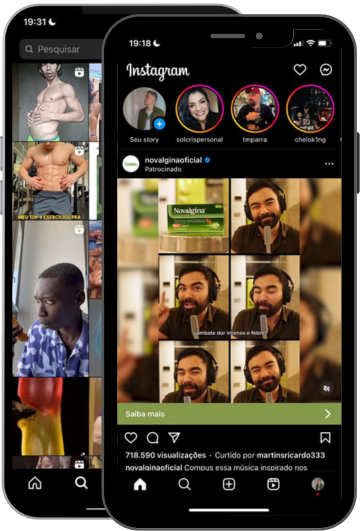 19:31
Pesquisar
MEU TOP 4 EXERCÍCIOS PRA
19:18
Instagram
Seu story
solcrispersonal
tmparra
chelok1ng
novalginaoficial
Patrocinado
Novalgina
combate dor intensa e febre
Saiba mais
718.590 visualizações • Curtido por martinsricardo333
novalginaoficial Compus essa música inspirado nos